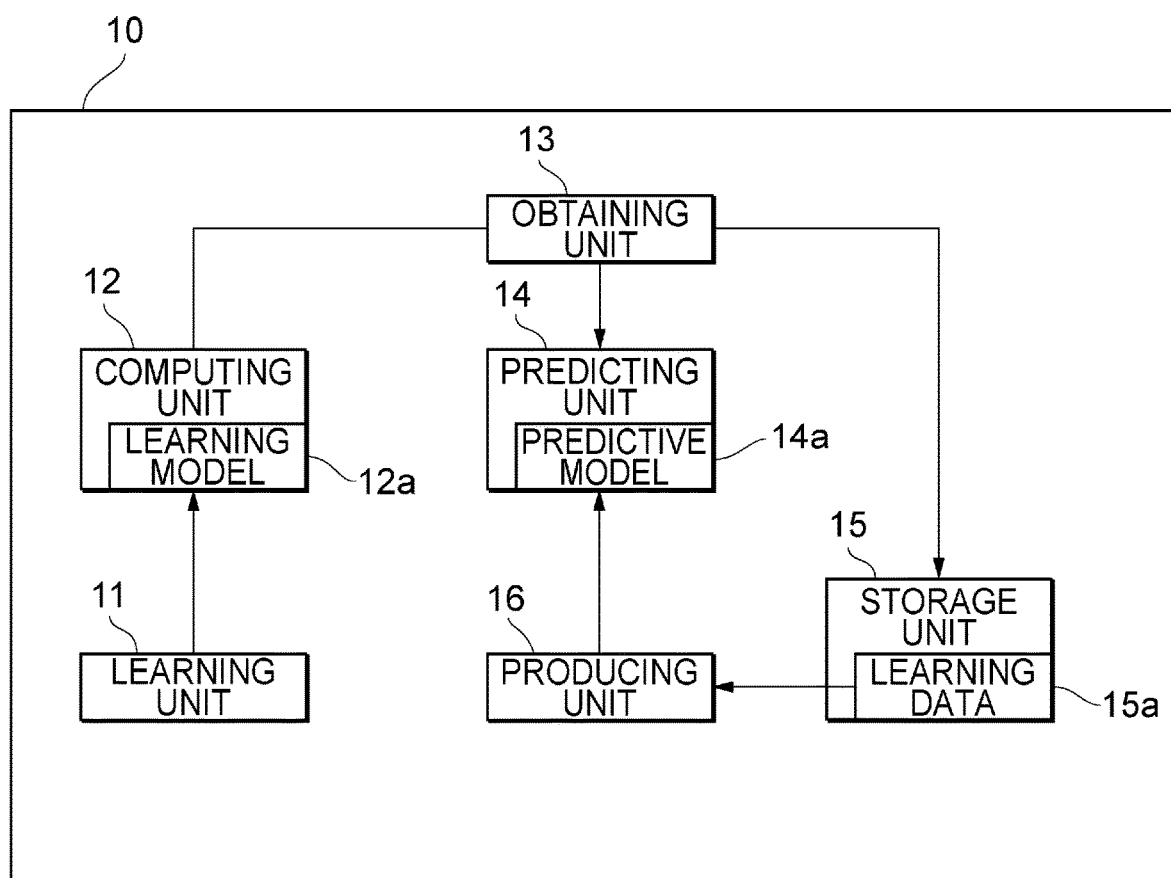 10
13
OBTAINING
UNIT
12
COMPUTING
UNIT
LEARNING
MODEL
12a
14
PREDICTING
UNIT
PREDICTIVE
MODEL
14a
11
LEARNING
UNIT
16
PRODUCING
UNIT
15
STORAGE
UNIT
LEARNING
DATA
15a